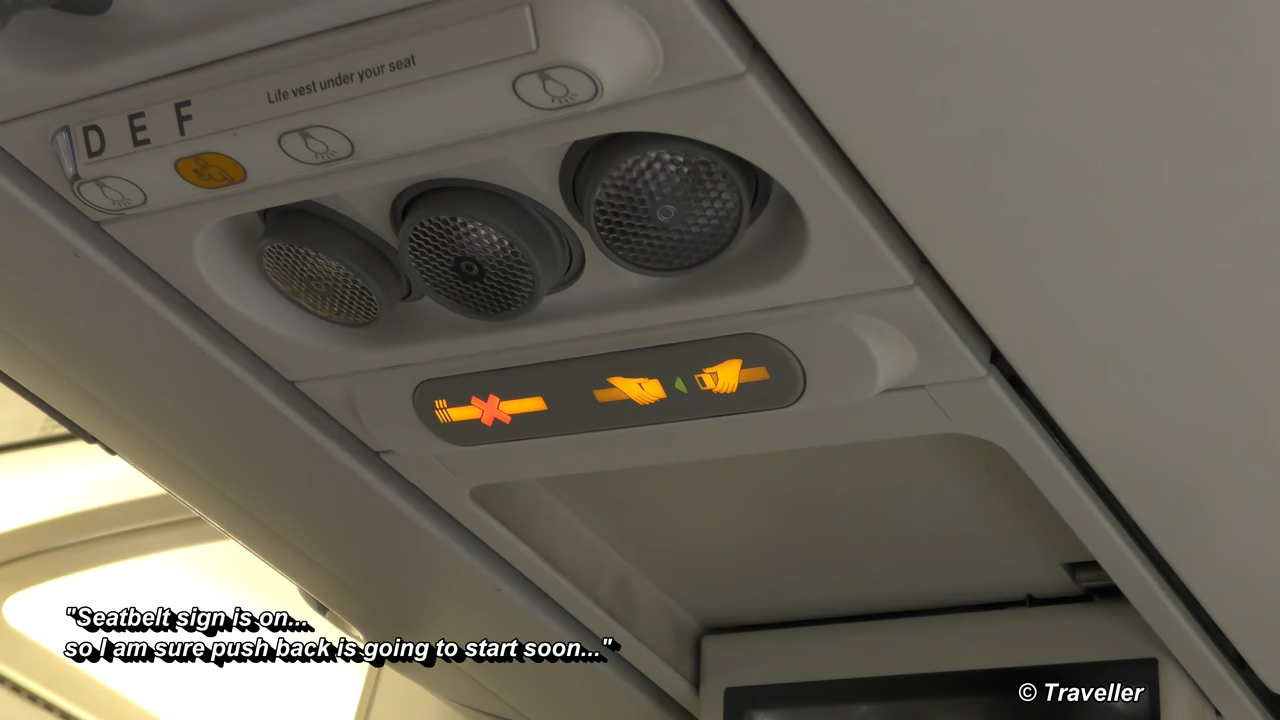 Life vest under your seat
D E F
"Seatbelt sign is on...
so I am sure push back is going to start soon..."
© Traveller